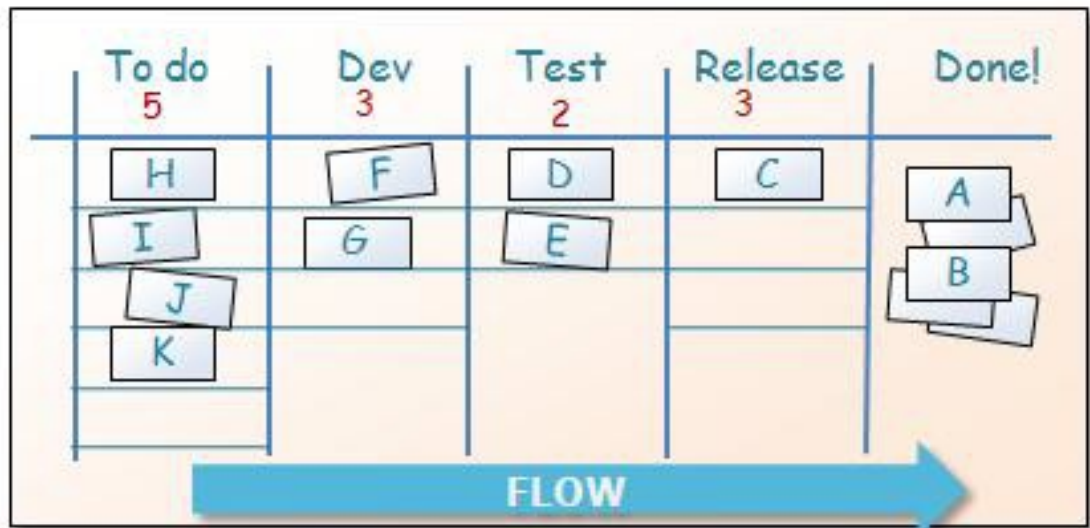 To do Dev Test Release Done!
5 3 2 3
H F D C A
I G E
J B
K
FLOW